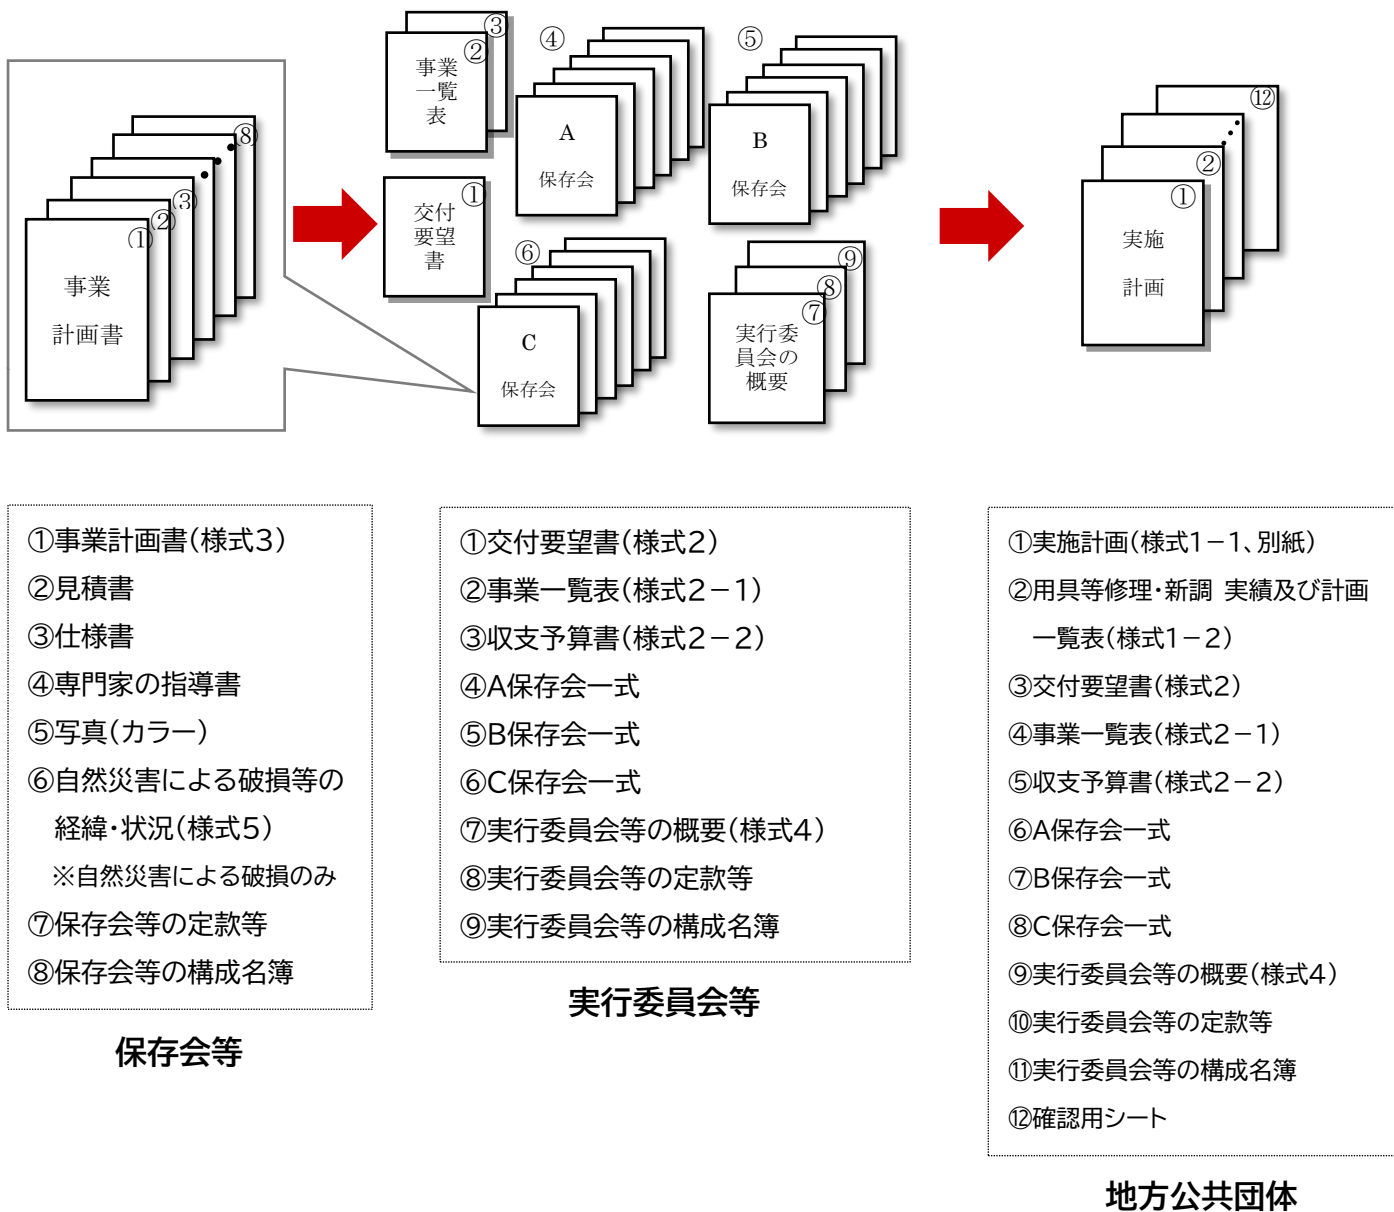 ⑧
③
②
①
事業
計画書
③
②
事業
一覧
表
①
交付
要望
書
④
A
保存会
⑤
B
保存会
⑥
C
保存会
⑨
⑧
⑦
実行委
員会の
概要
⑫
②
①
実施
計画
①事業計画書(様式3)
②見積書
③仕様書
④専門家の指導書
⑤写真(カラー)
⑥自然災害による破損等の
経緯・状況(様式5)
※自然災害による破損のみ
⑦保存会等の定款等
⑧保存会等の構成名簿
保存会等
①交付要望書(様式2)
②事業一覧表(様式2-1)
③収支予算書(様式2-2)
④A保存会一式
⑤B保存会一式
⑥C保存会一式
⑦実行委員会等の概要(様式4)
⑧実行委員会等の定款等
⑨実行委員会等の構成名簿
実行委員会等
①実施計画(様式1-1、別紙)
②用具等修理・新調 実績及び計画
一覧表(様式1-2)
③交付要望書(様式2)
④事業一覧表(様式2-1)
⑤収支予算書(様式2-2)
⑥A保存会一式
⑦B保存会一式
⑧C保存会一式
⑨実行委員会等の概要(様式4)
⑩実行委員会等の定款等
⑪実行委員会等の構成名簿
⑫確認用シート
地方公共団体